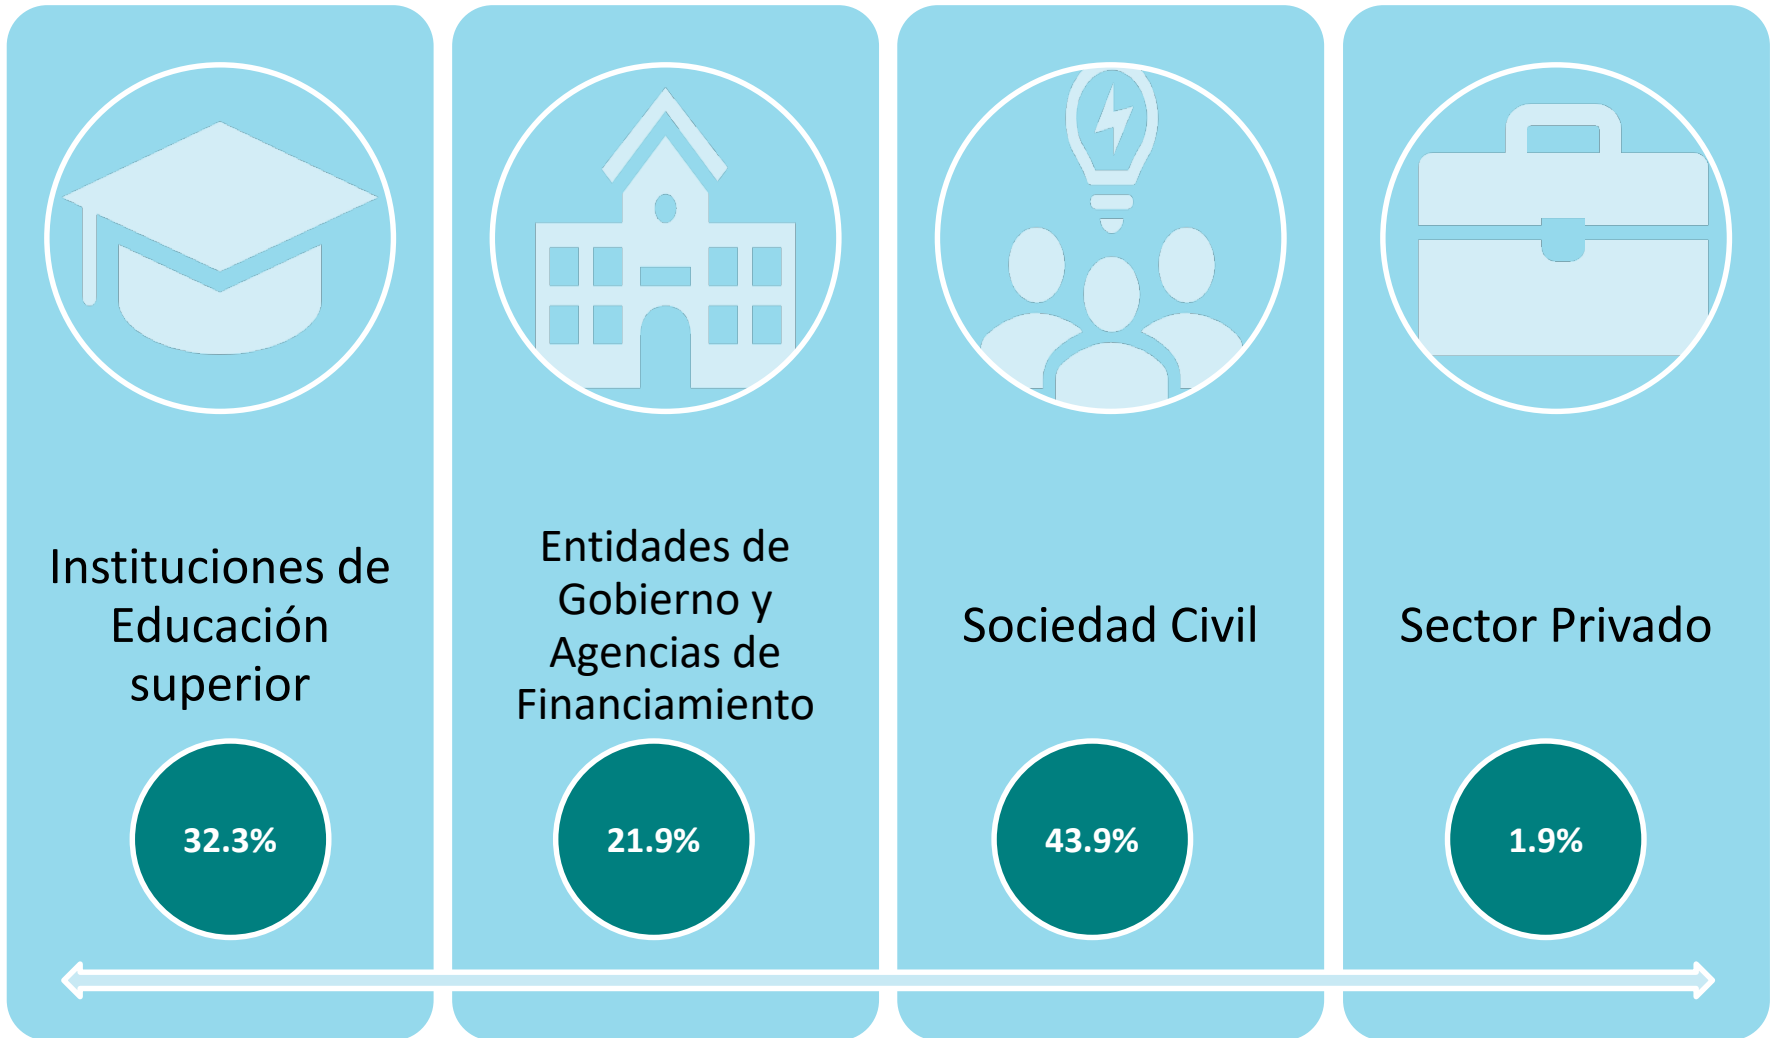 Instituciones de
Educación
superior
32.3%
Entidades de
Gobierno y
Agencias de
Financiamiento
21.9%
Sociedad Civil
43.9%
Sector Privado
1.9%